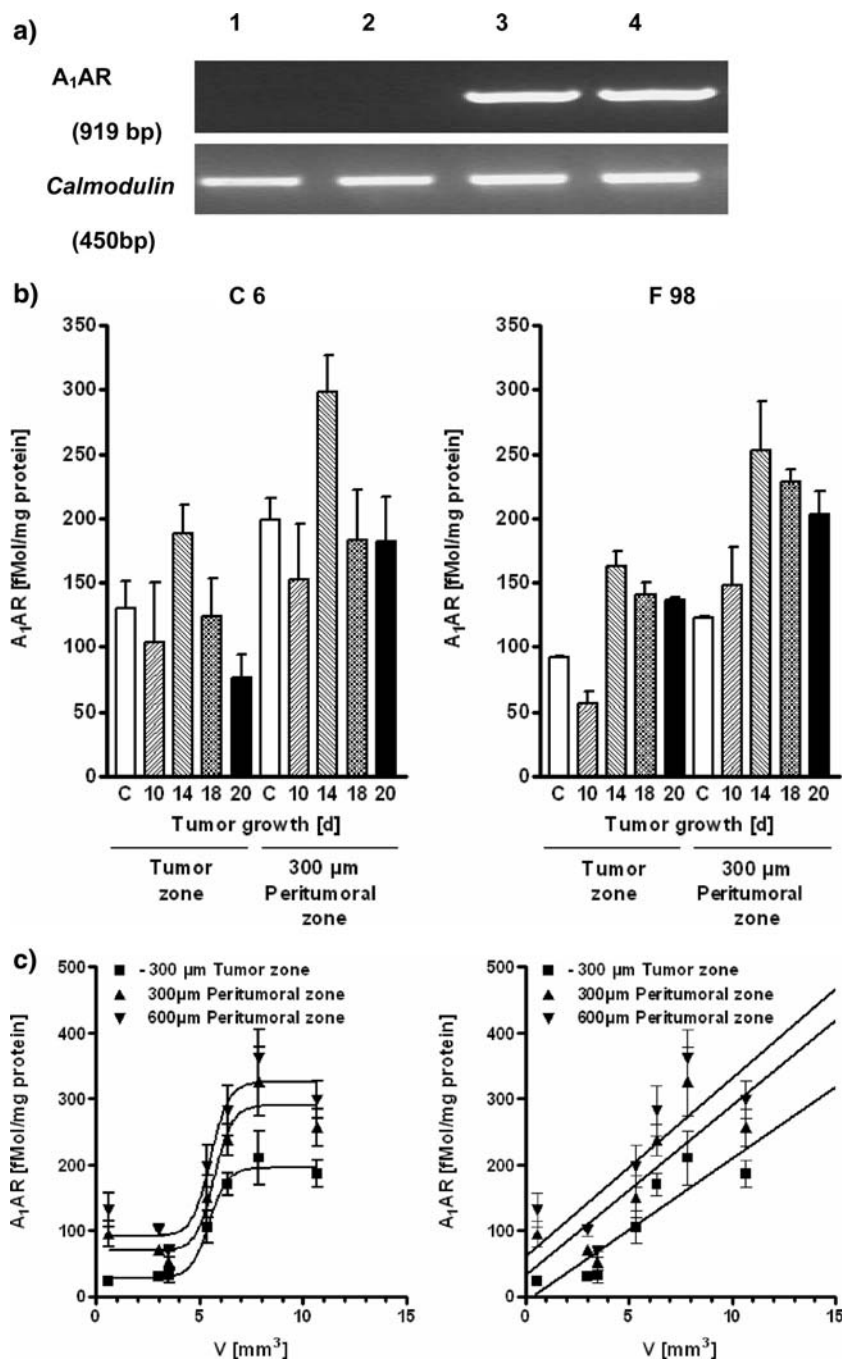 a)
1 2 3 4
A₁AR
(919 bp)
Calmodulin
(450bp)
b)
C 6
A₁AR [fMol/mg protein]
350
300
250
200
150
100
50
0
C 10 14 18 20 C 10 14 18 20
Tumor growth [d]
Tumor zone
300 µm Peritumoral zone
F 98
A₁AR [fMol/mg protein]
350
300
250
200
150
100
50
0
C 10 14 18 20 C 10 14 18 20
Tumor growth [d]
Tumor zone
300 µm Peritumoral zone
c)
A₁AR [fMol/mg protein]
500
400
300
200
100
0
- 300 µm Tumor zone
300µm Peritumoral zone
600µm Peritumoral zone
0 5 10 15
V [mm³]
A₁AR [fMol/mg protein]
500
400
300
200
100
0
- 300 µm Tumor zone
300µm Peritumoral zone
600µm Peritumoral zone
0 5 10 15
V [mm³]